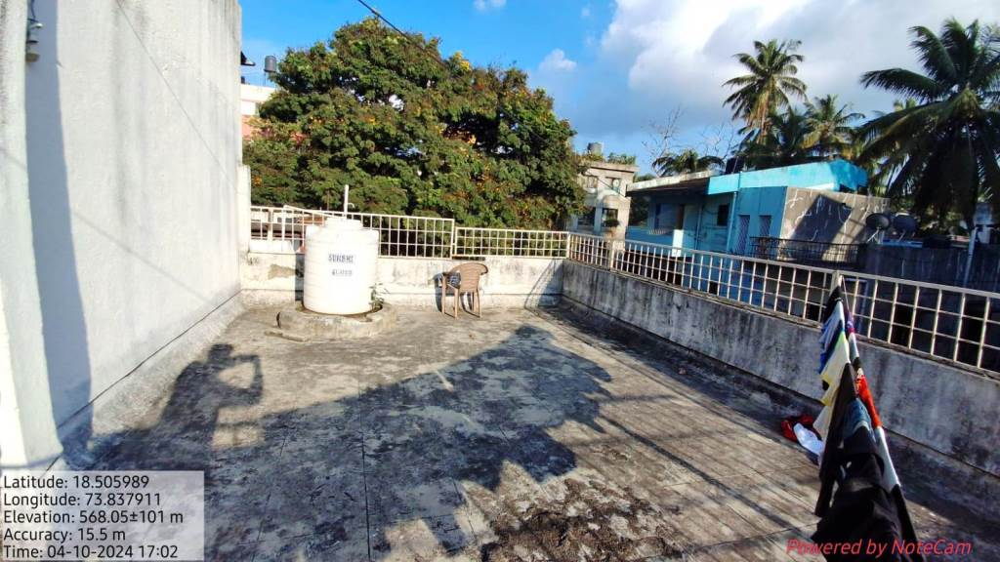 Latitude: 18.505989
Longitude: 73.837911
Elevation: 568.05±101 m
Accuracy: 15.5 m
Time: 04-10-2024 17:02
Powered by NoteCam